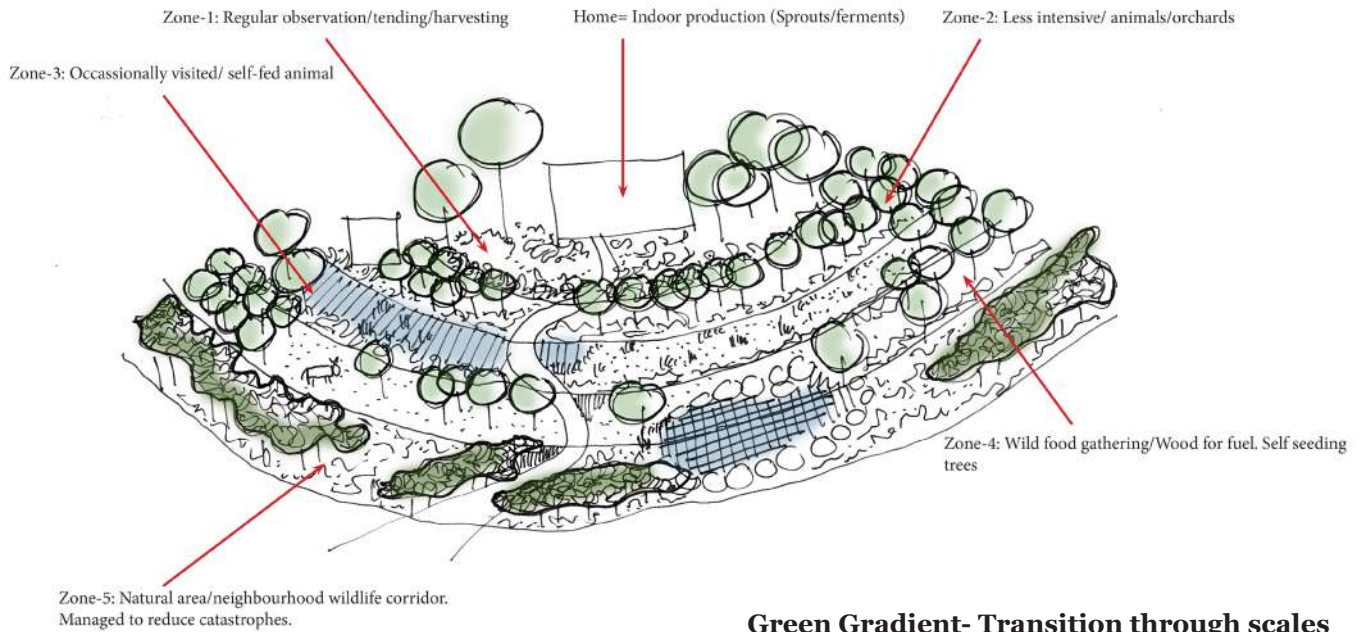 Zone-1: Regular observation/tending/harvesting
Home= Indoor production (Sprouts/ferments)
Zone-2: Less intensive/ animals/orchards
Zone-3: Occassionally visited/ self-fed animal
Zone-4: Wild food gathering/Wood for fuel. Self seeding
trees
Zone-5: Natural area/neighbourhood wildlife corridor.
Managed to reduce catastrophes.
Green Gradient- Transition through scales